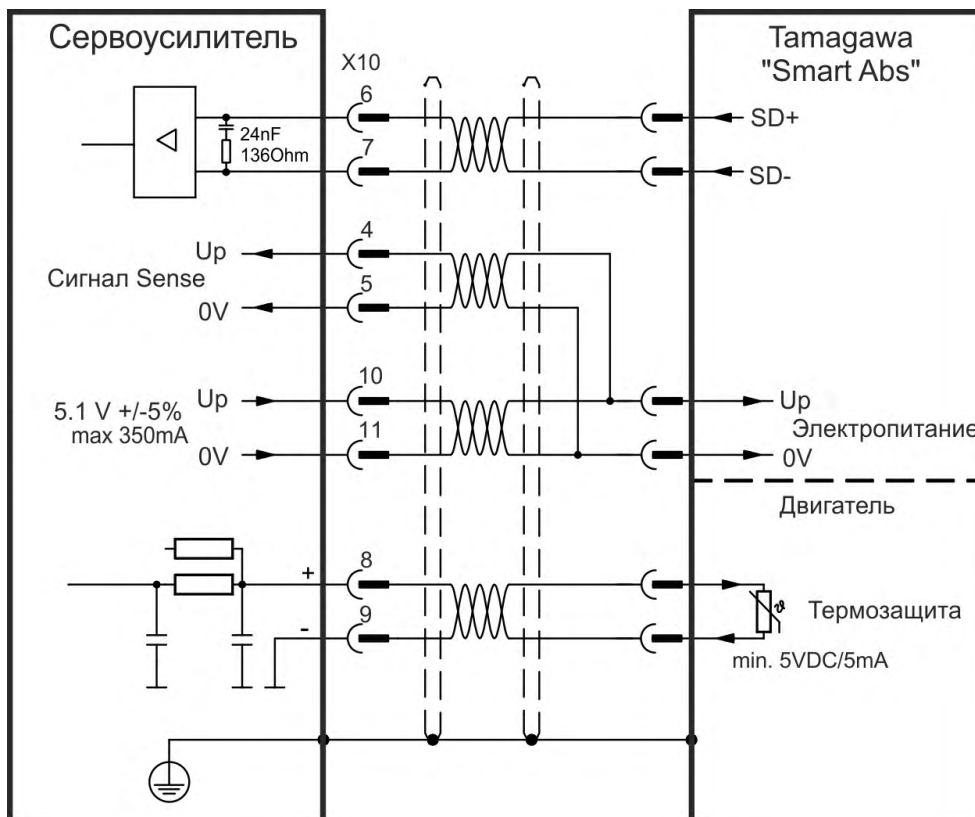 Сервоусилитель
Tamagawa
"Smart Abs"
X10
6
SD+
24nF
136Ohm
7
SD-
4
Up
Сигнал Sense
5
0V
10
Up
Up
5.1 V +/-5%
max 350mA
Электропитание
11
0V
0V
Двигатель
8
+
Термозащита
9
-
min. 5VDC/5mA